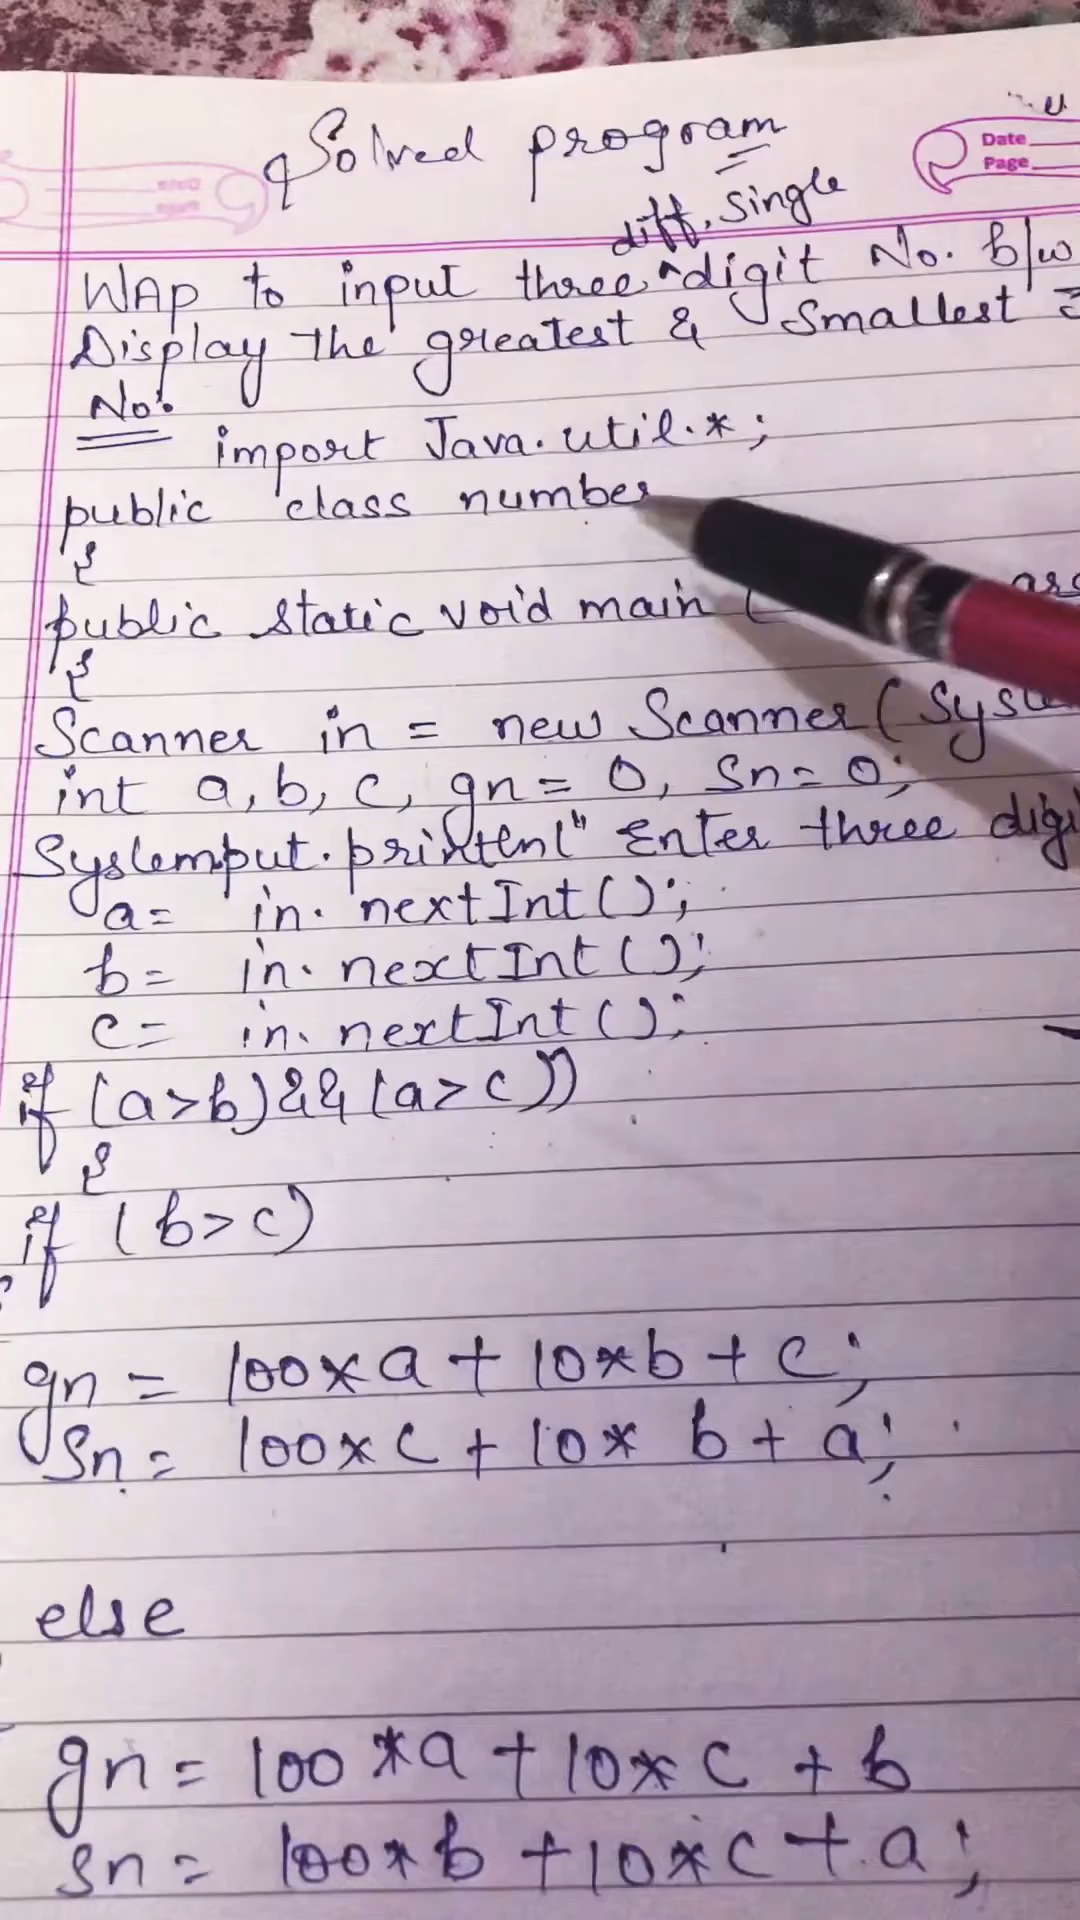 Solved program
Date
Page
diff. single
WAP to input three digit No. b/w
Display the greatest & Smallest
No.
import Java.util.*;
public class number
{
public static void main (
{
Scanner in = new Scanner (Syst
int a, b, c, gn = 0, Sn = 0;
System.out.println" Enter three digi
a = in. nextInt ();
b = in. nextInt ();
c = in. nextInt ();
if (a>b)&&(a>c))
{
if (b>c)
gn = 100*a + 10*b + c;
Sn = 100*c + 10* b + a;
else
gn = 100*a + 10*c + b
sn = 100*b + 10*c + a;